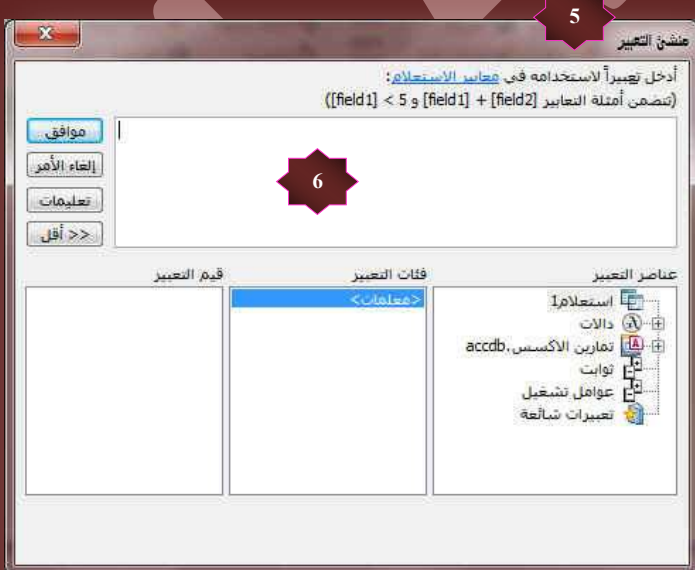 5
منشئ التعبير
أدخل تعبيراً لاستخدامه في معايير الاستعلام:
(تتضمن أمثلة التعابير [field1] + [field2] و [field1] < 5)
موافق
إلغاء الأمر
تعليمات
<< أقل
6
عناصر التعبير
فئات التعبير
قيم التعبير
استعلام1
دالات
تمارين الاكسس.accdb
ثوابت
عوامل تشغيل
تعبيرات شائعة
<معلمات>